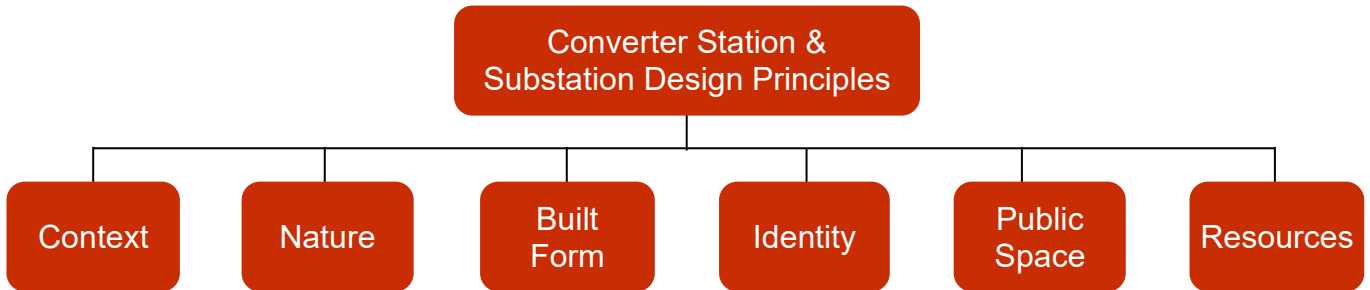 Converter Station &
Substation Design Principles
Context
Nature
Built
Form
Identity
Public
Space
Resources